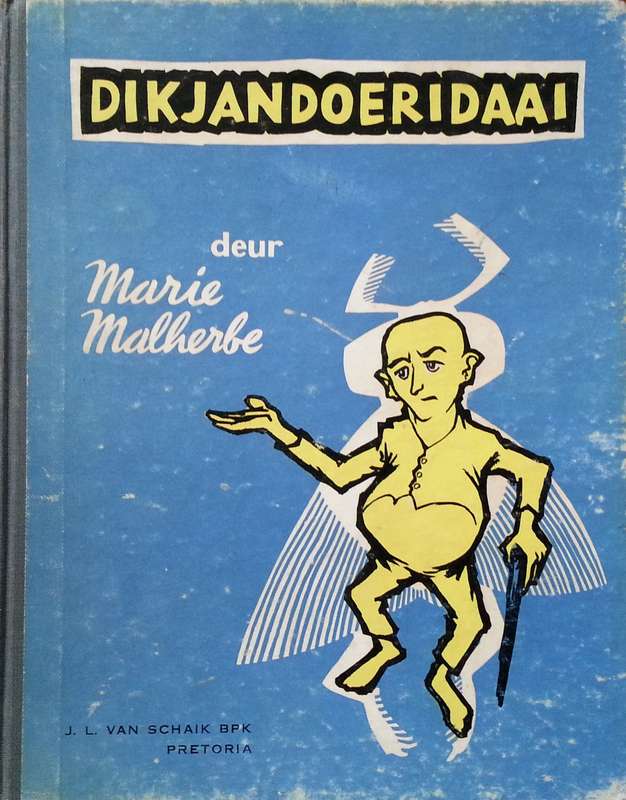 DIKJANDOERIDAAI
deur
Marie
Malherbe
J. L. VAN SCHAIK BPK
PRETORIA